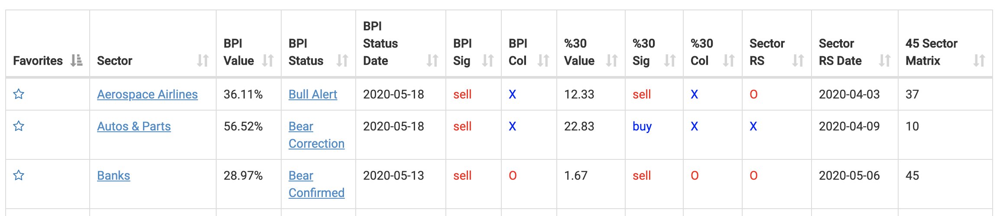 Favorites Sector BPI Value BPI Status BPI Status Date BPI Sig BPI Col %30 Value %30 Sig %30 Col Sector RS Sector RS Date 45 Sector Matrix
Aerospace Airlines 36.11% Bull Alert 2020-05-18 sell X 12.33 sell X O 2020-04-03 37
Autos & Parts 56.52% Bear Correction 2020-05-18 sell X 22.83 buy X X 2020-04-09 10
Banks 28.97% Bear Confirmed 2020-05-13 sell O 1.67 sell O O 2020-05-06 45